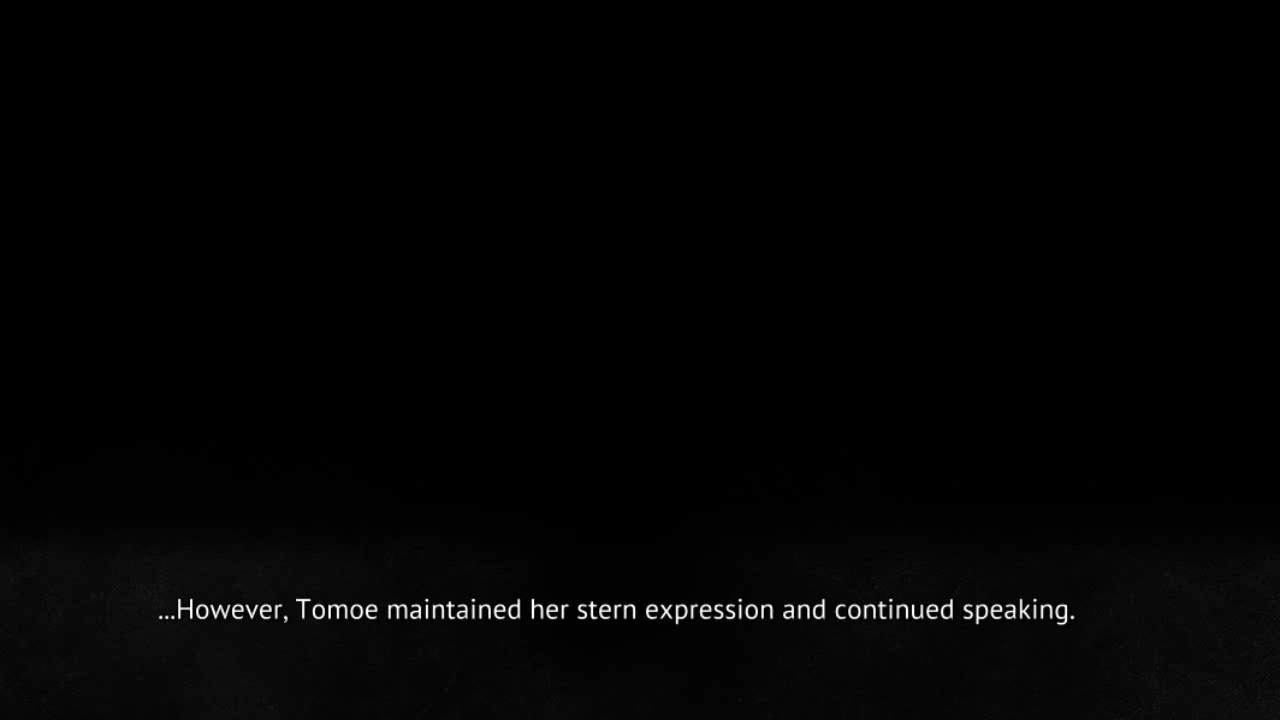 ...However, Tomoe maintained her stern expression and continued speaking.